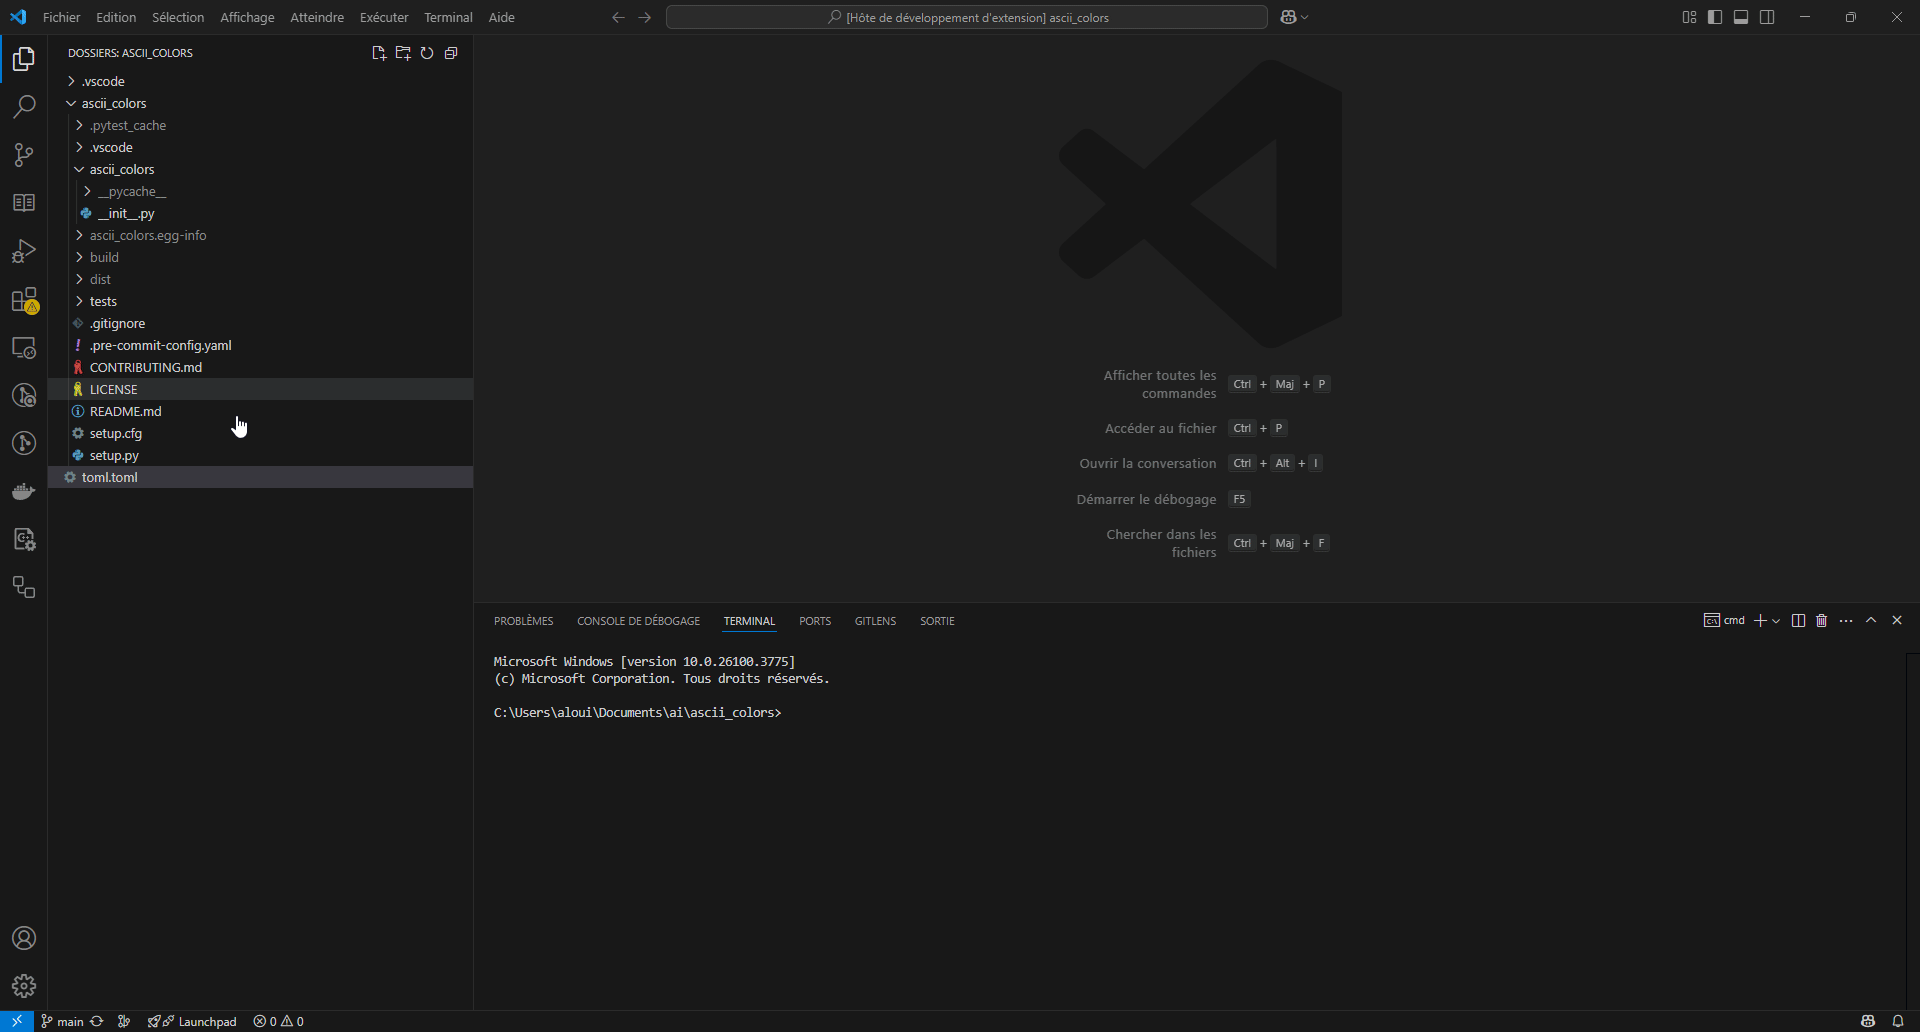 Fichier Edition Sélection Affichage Atteindre Exécuter Terminal Aide
[Hôte de développement d'extension] ascii_colors
DOSSIERS: ASCII_COLORS
.vscode
ascii_colors
.pytest_cache
.vscode
ascii_colors
__pycache__
__init__.py
ascii_colors.egg-info
build
dist
tests
.gitignore
.pre-commit-config.yaml
CONTRIBUTING.md
LICENSE
README.md
setup.cfg
setup.py
toml.toml
Afficher toutes les
commandes Ctrl + Maj + P
Accéder au fichier Ctrl + P
Ouvrir la conversation Ctrl + Alt + I
Démarrer le débogage F5
Chercher dans les
fichiers Ctrl + Maj + F
PROBLÈMES CONSOLE DE DÉBOGAGE TERMINAL PORTS GITLENS SORTIE
cmd
Microsoft Windows [version 10.0.26100.3775]
(c) Microsoft Corporation. Tous droits réservés.
C:\Users\aloui\Documents\ai\ascii_colors>
main Launchpad 0 0